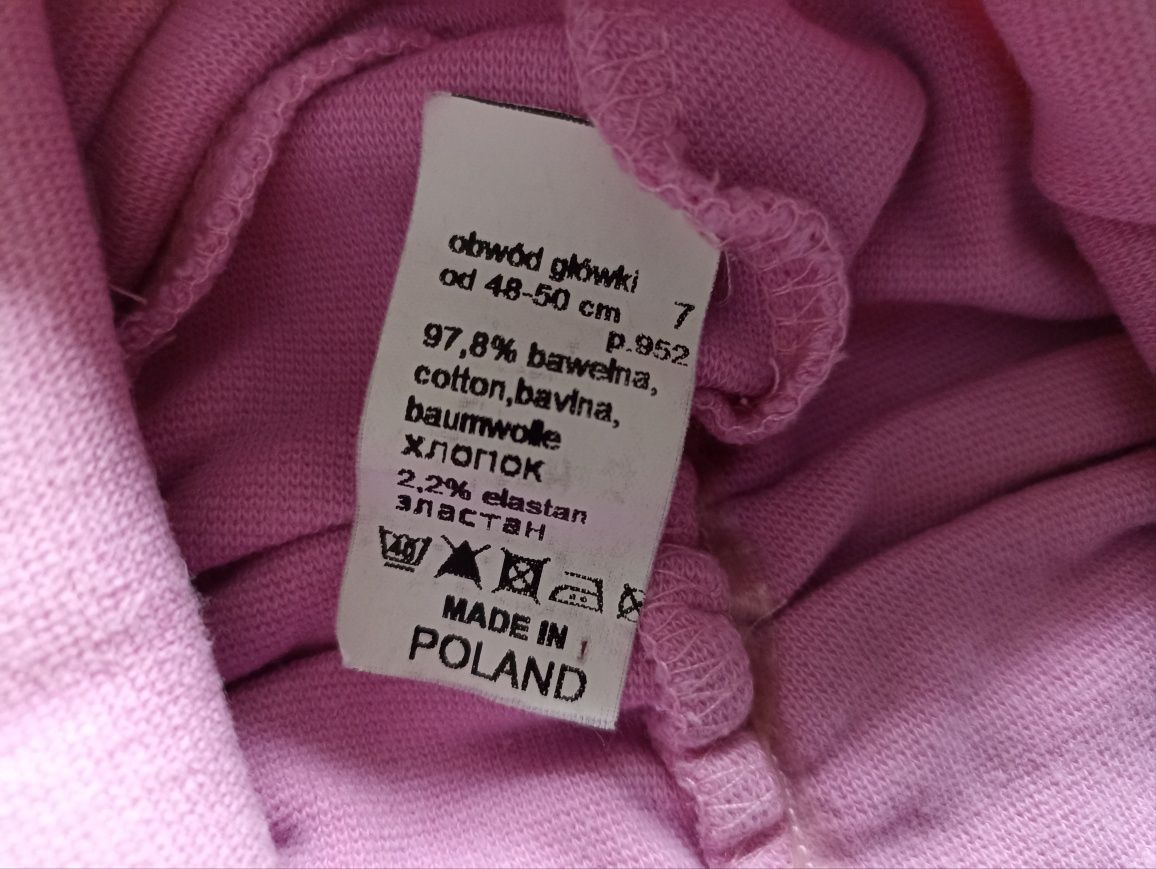 obwód główki
od 48-50 cm 7
p.952
97,8% bawełna,
cotton,bavlna,
baumwolle
хлопок
2,2% elastan
эластан
40
MADE IN
POLAND